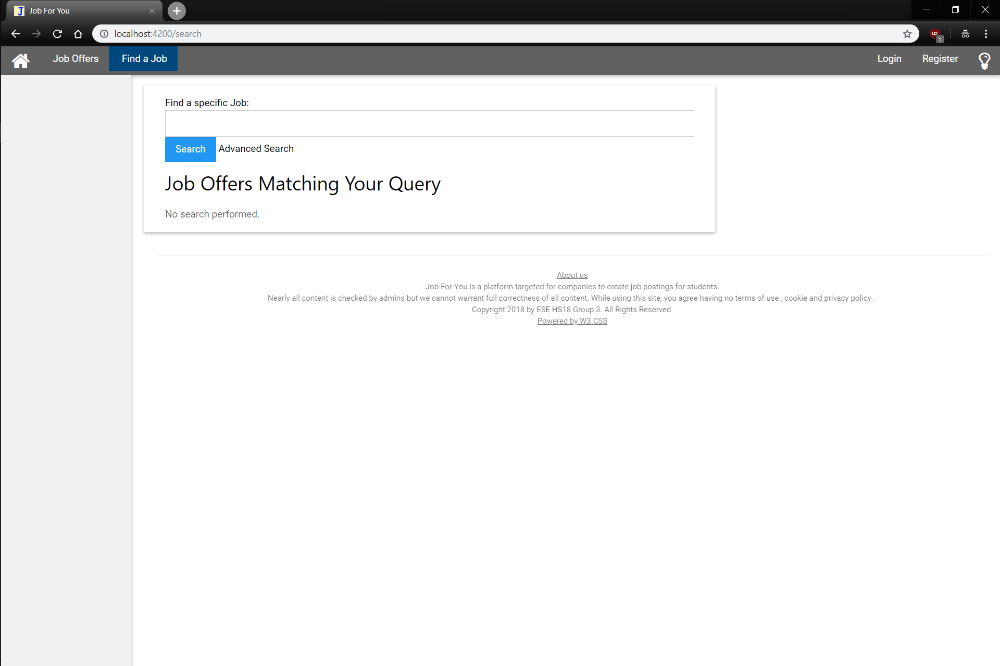 Job For You
localhost:4200/search
1
Job Offers
Find a Job
Login
Register
Find a specific Job:
Search
Advanced Search
Job Offers Matching Your Query
No search performed.
About us
Job-For-You is a platform targeted for companies to create job postings for students.
Nearly all content is checked by admins but we cannot warrant full correctness of all content. While using this site, you agree having no terms of use , cookie and privacy policy .
Copyright 2018 by ESE HS18 Group 3. All Rights Reserved
Powered by W3.CSS